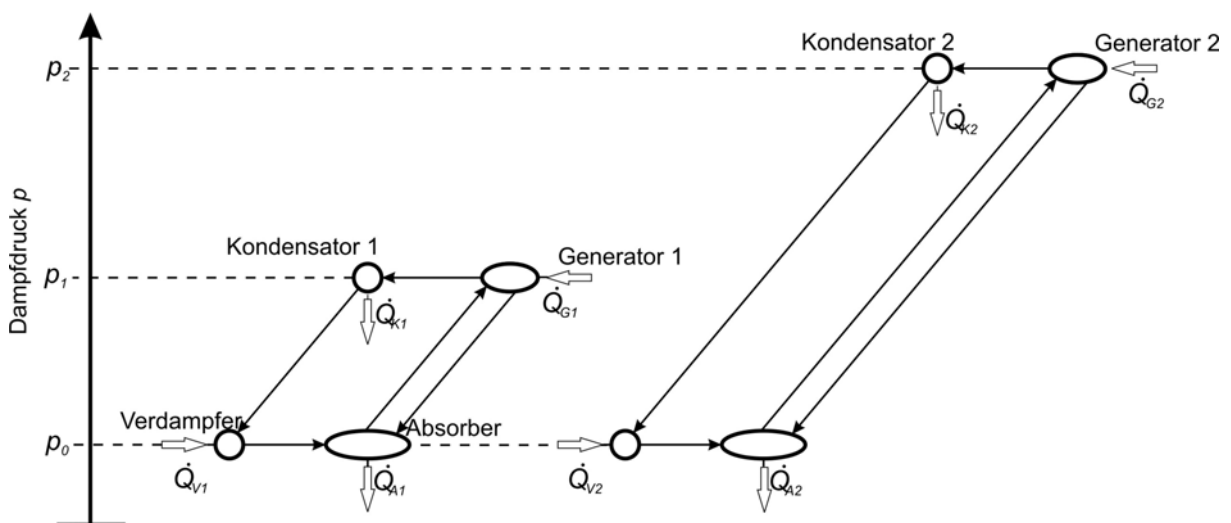 Kondensator 2
Generator 2
p2
Q̇G2
Q̇K2
Dampfdruck p
Kondensator 1
Generator 1
p1
Q̇G1
Q̇K1
Verdampfer
Absorber
p0
Q̇V1
Q̇A1
Q̇V2
Q̇A2